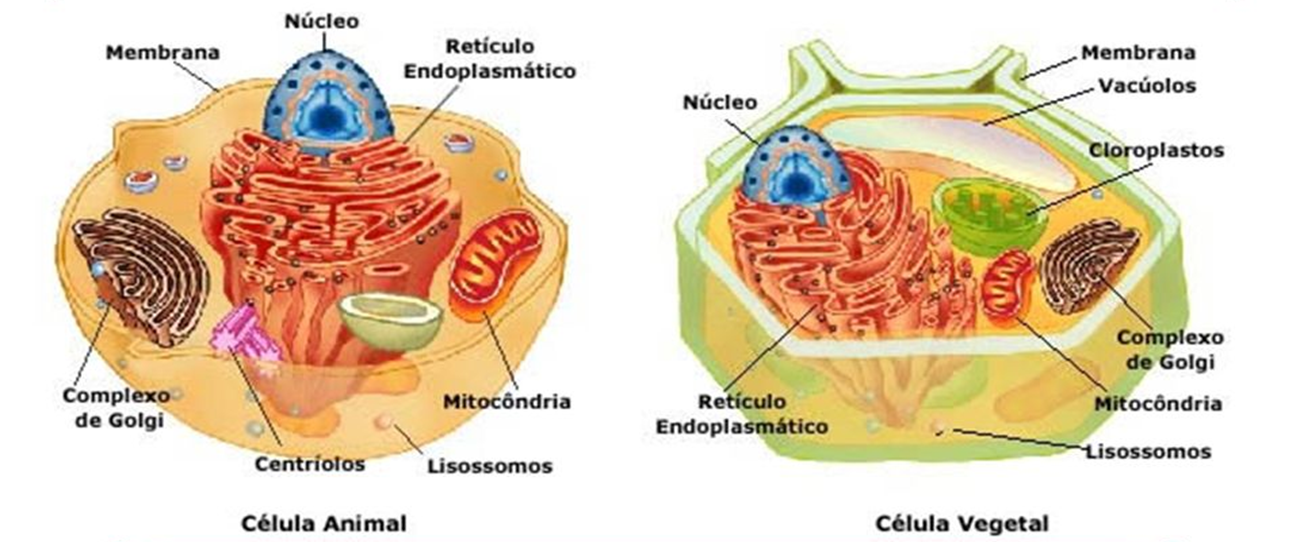 Núcleo
Membrana
Retículo
Endoplasmático
Complexo
de Golgi
Mitocôndria
Centríolos
Lisossomos
Célula Animal
Membrana
Vacúolos
Núcleo
Cloroplastos
Complexo
de Golgi
Retículo
Endoplasmático
Mitocôndria
Lisossomos
Célula Vegetal